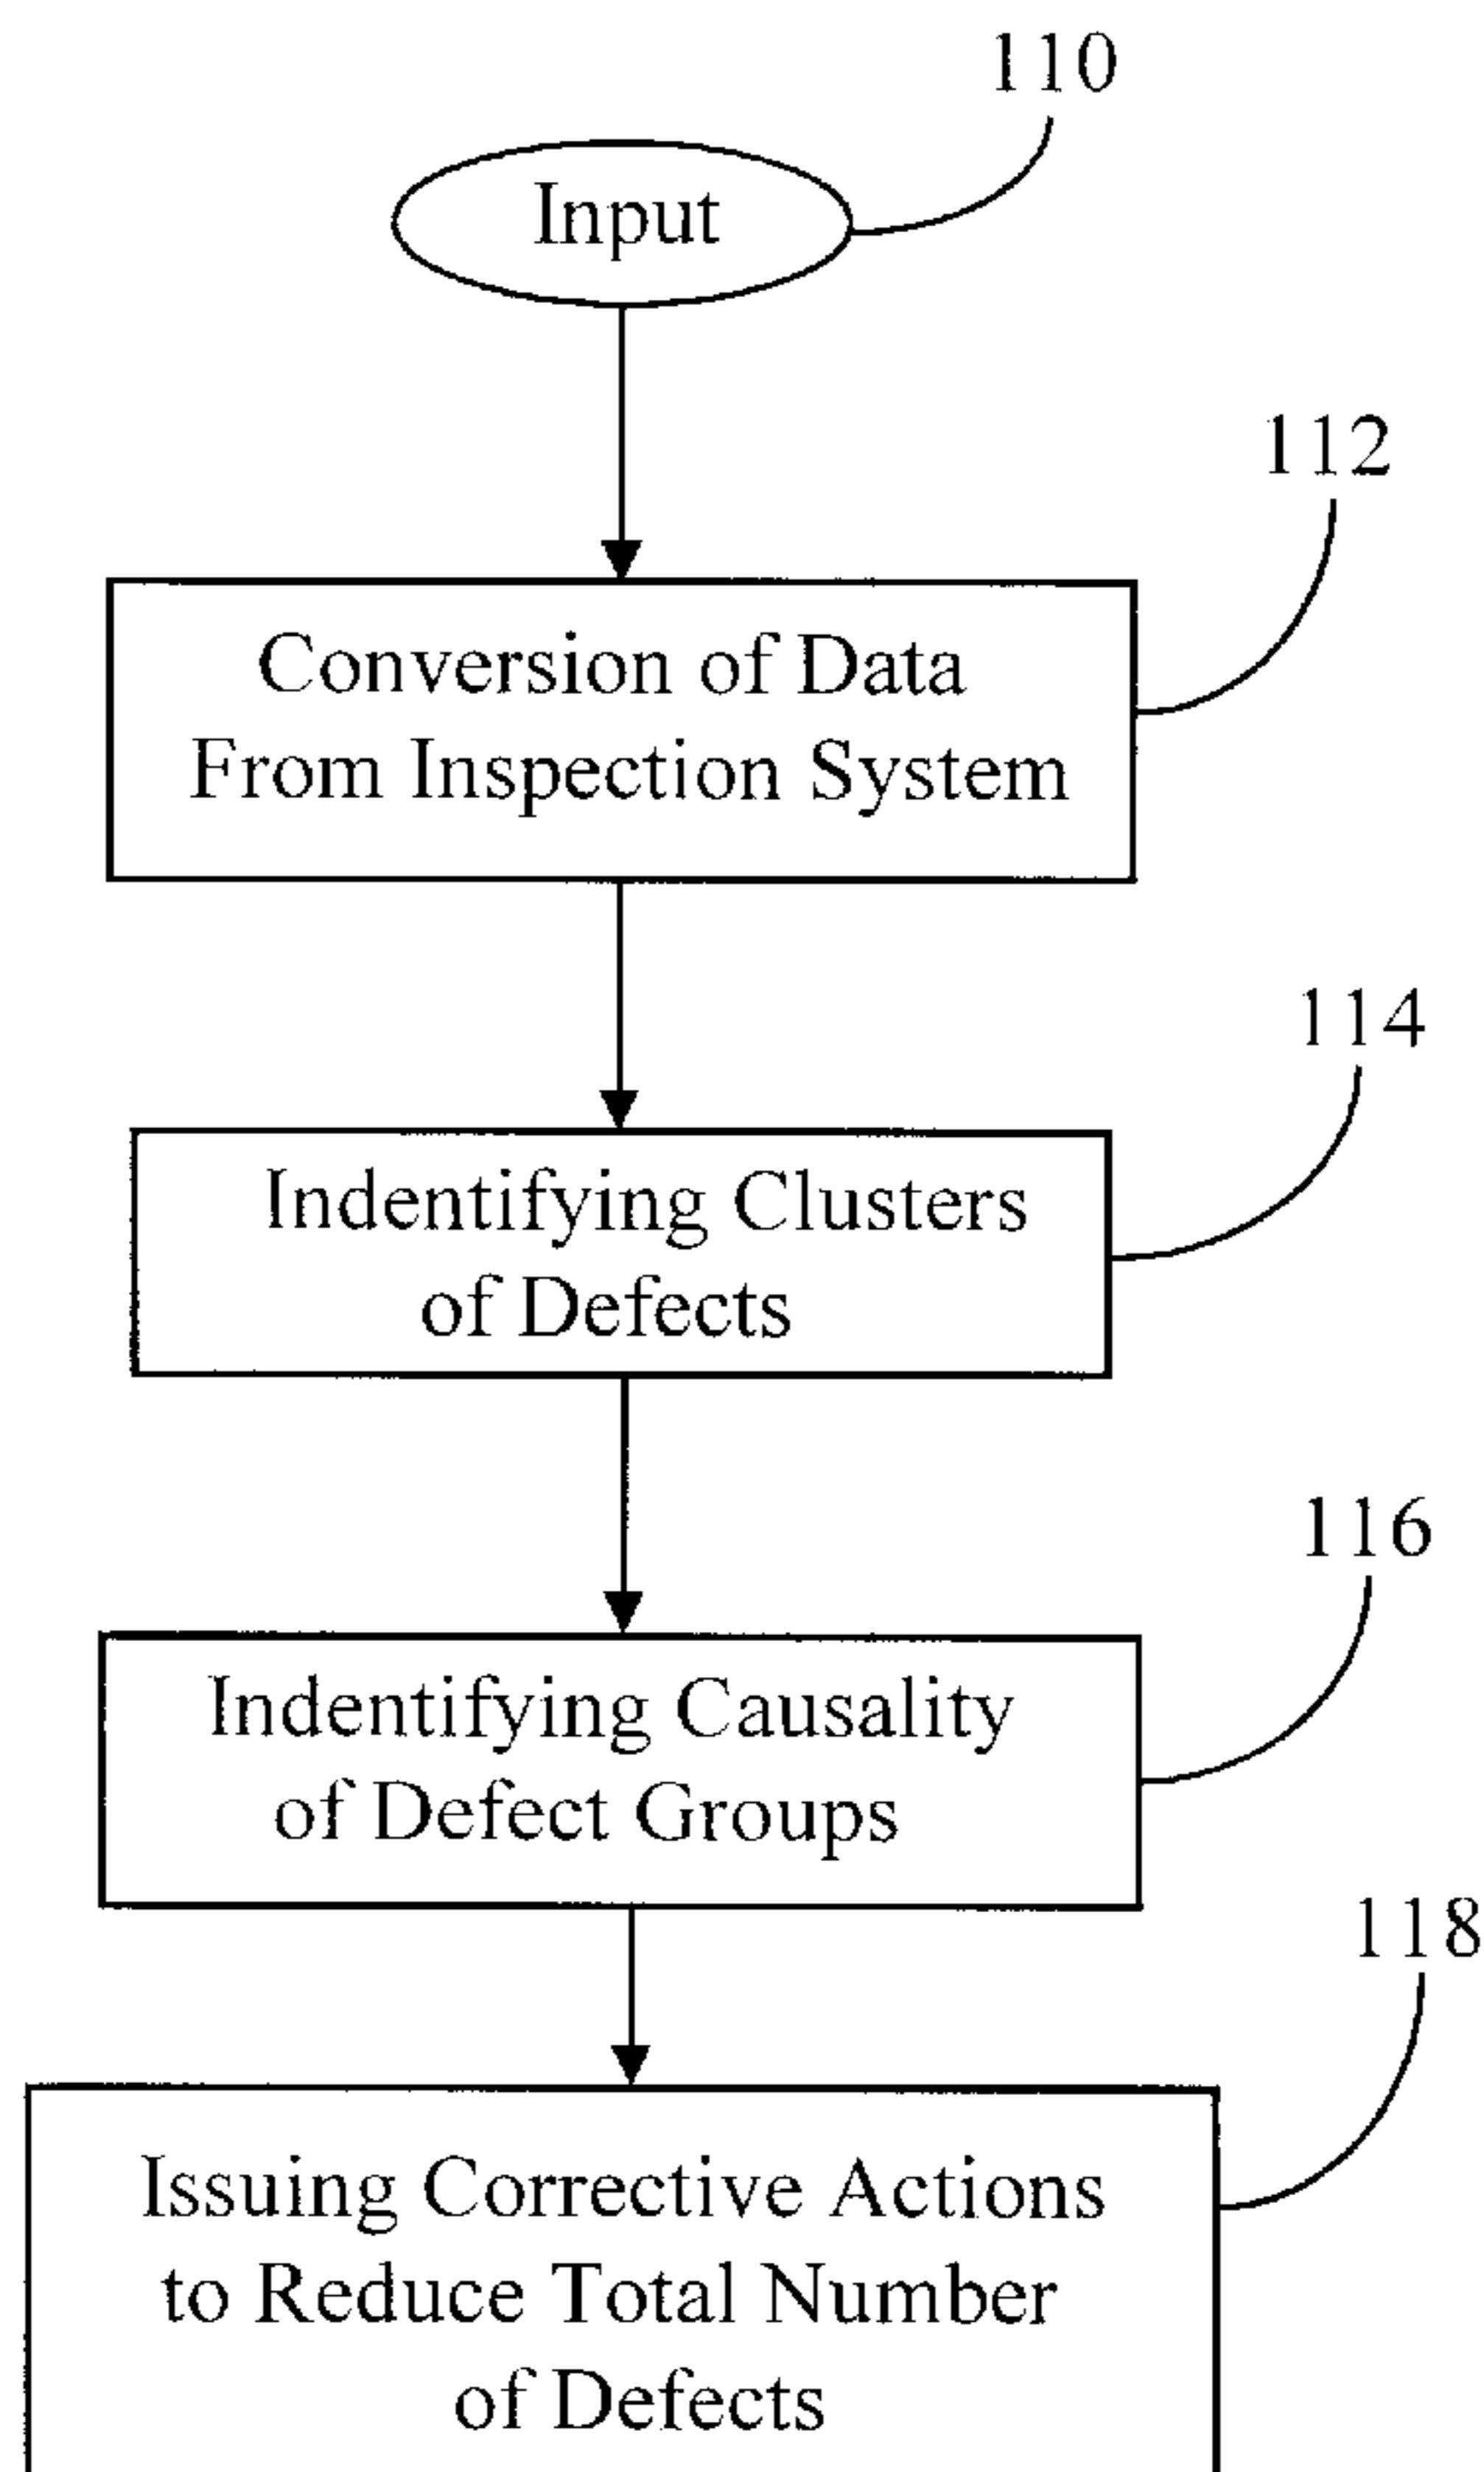 110
Input
112
Conversion of Data
From Inspection System
114
Indentifying Clusters
of Defects
116
Indentifying Causality
of Defect Groups
118
Issuing Corrective Actions
to Reduce Total Number
of Defects